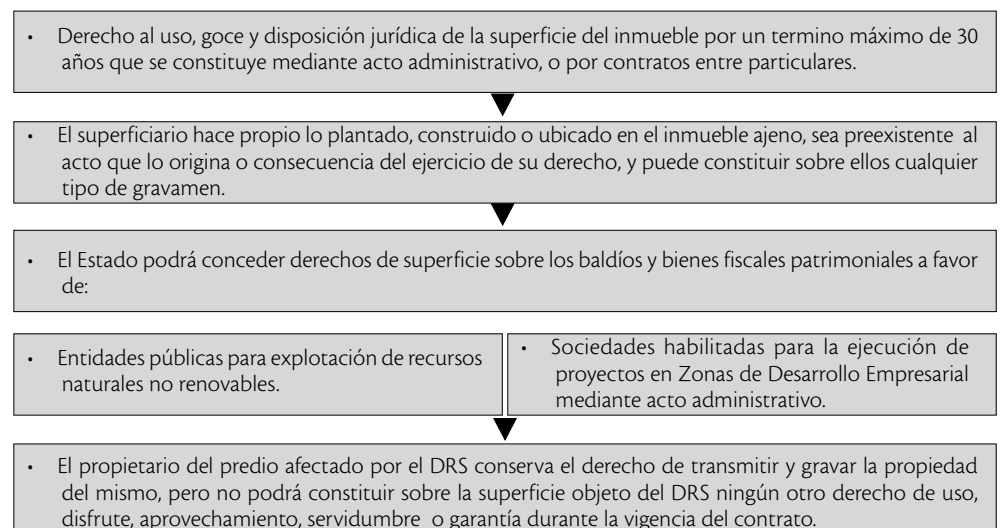 • Derecho al uso, goce y disposición jurídica de la superficie del inmueble por un termino máximo de 30
años que se constituye mediante acto administrativo, o por contratos entre particulares.
• El superficiario hace propio lo plantado, construido o ubicado en el inmueble ajeno, sea preexistente al
acto que lo origina o consecuencia del ejercicio de su derecho, y puede constituir sobre ellos cualquier
tipo de gravamen.
• El Estado podrá conceder derechos de superficie sobre los baldíos y bienes fiscales patrimoniales a favor
de:
• Entidades públicas para explotación de recursos
naturales no renovables.
• Sociedades habilitadas para la ejecución de
proyectos en Zonas de Desarrollo Empresarial
mediante acto administrativo.
• El propietario del predio afectado por el DRS conserva el derecho de transmitir y gravar la propiedad
del mismo, pero no podrá constituir sobre la superficie objeto del DRS ningún otro derecho de uso,
disfrute, aprovechamiento, servidumbre o garantía durante la vigencia del contrato.